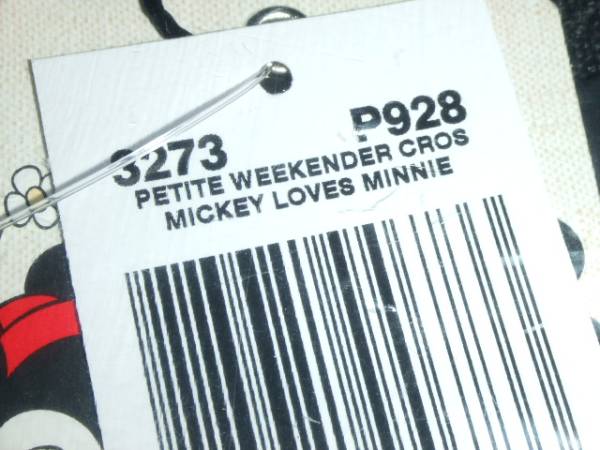 3273 P928
PETITE WEEKENDER CROS
MICKEY LOVES MINNIE